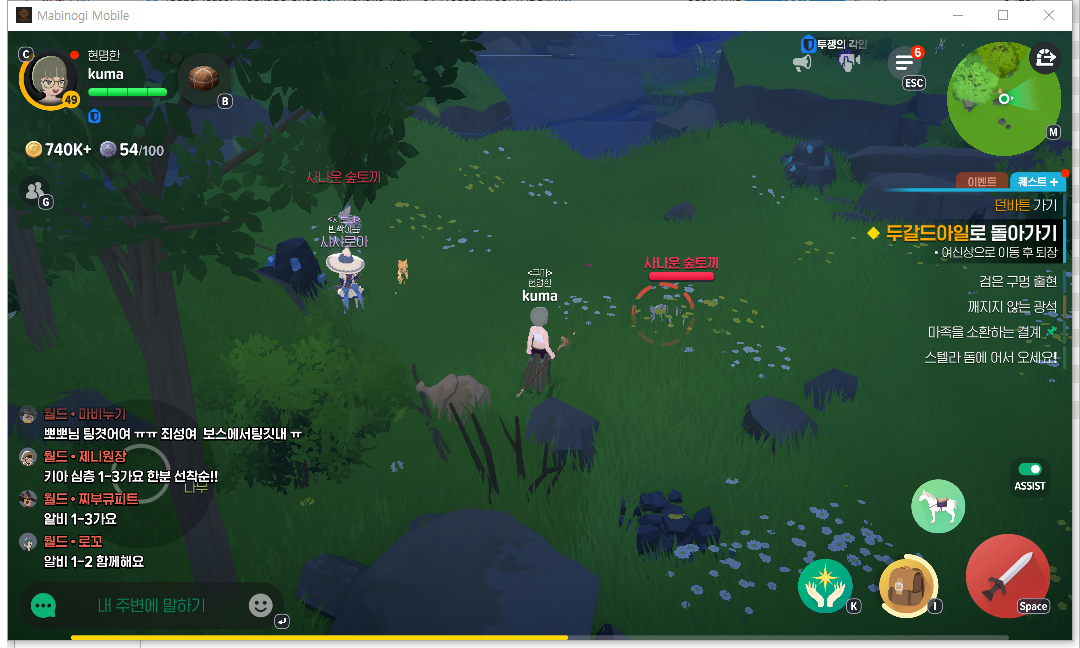 Mabinogi Mobile
C
현명한
kuma
49
B
740K+
54/100
G
투쟁의 각인
6
ESC
M
이벤트
퀘스트 +
던바튼 가기
두갈드아일로 돌아가기
• 여신상으로 이동 후 퇴장
검은 구멍 출현
깨지지 않는 광석
마족을 소환하는 결계
스텔라 돔에 어서 오세요!
사나운 숲토끼
사나운 숲토끼
현명한
kuma
월드 • 마비누기
뽀뽀님 팅겻어여 ㅠㅠ 죄성여 보스에서팅깃내 ㅠ
월드 • 제니원장
키아 심층 1-3가요 한분 선착순!!
나무
월드 • 찌부큐피트
알비 1-3가요
월드 • 로꼬
알비 1-2 함께해요
내 주변에 말하기
ASSIST
K
I
Space